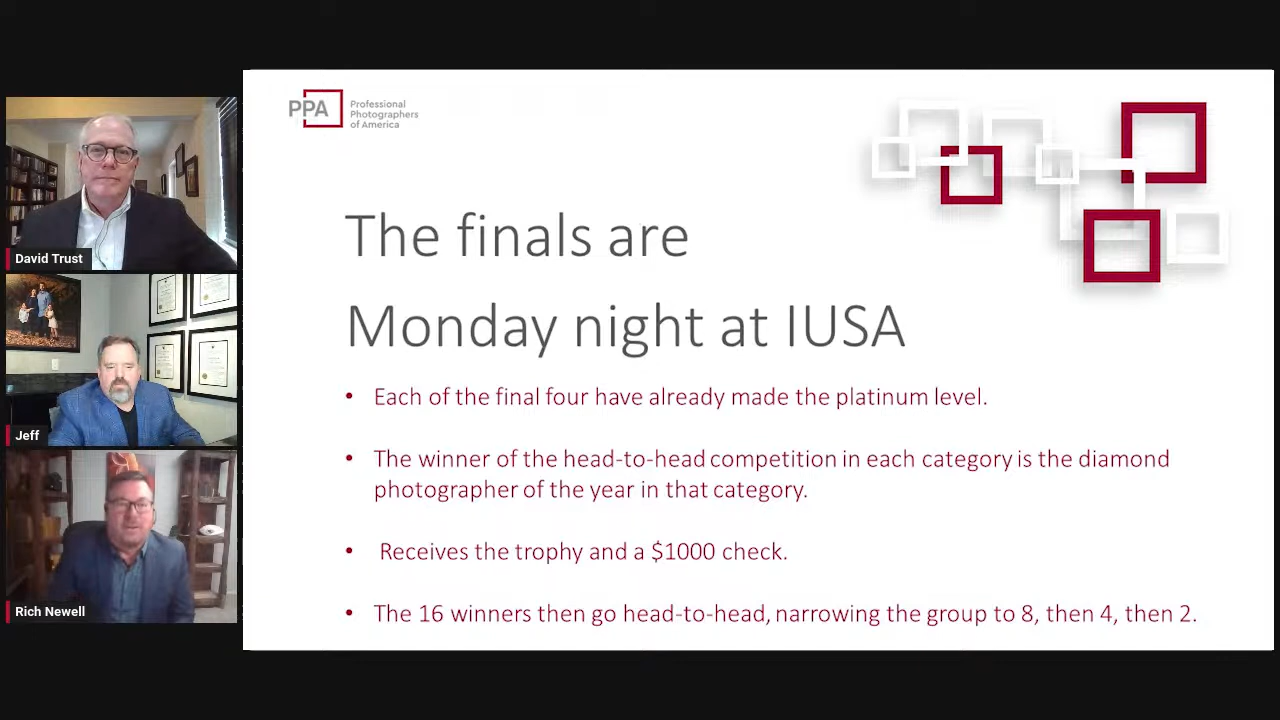 PPA
Professional
Photographers
of America
The finals are
Monday night at IUSA
• Each of the final four have already made the platinum level.
• The winner of the head-to-head competition in each category is the diamond
photographer of the year in that category.
• Receives the trophy and a $1000 check.
• The 16 winners then go head-to-head, narrowing the group to 8, then 4, then 2.
David Trust
Jeff
Rich Newell